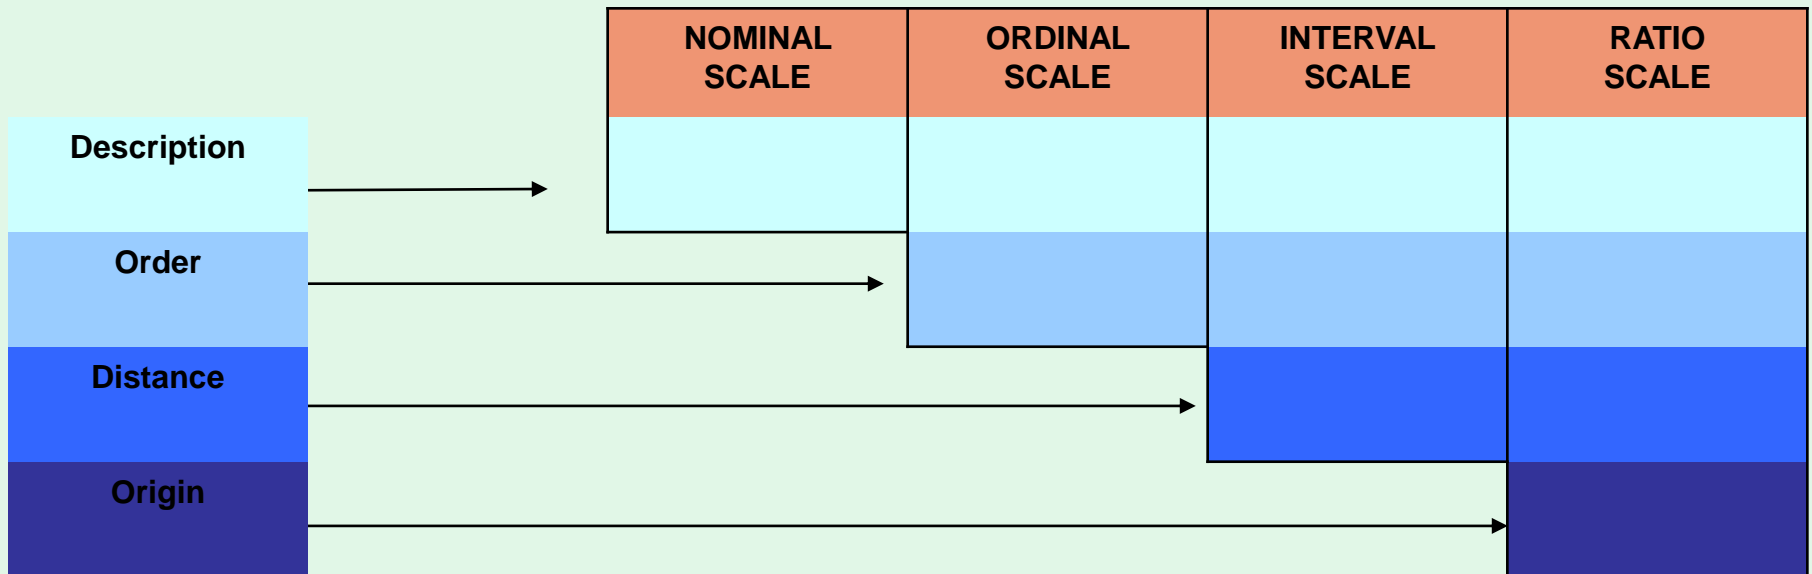 NOMINAL
SCALE
ORDINAL
SCALE
INTERVAL
SCALE
RATIO
SCALE
Description
Order
Distance
Origin